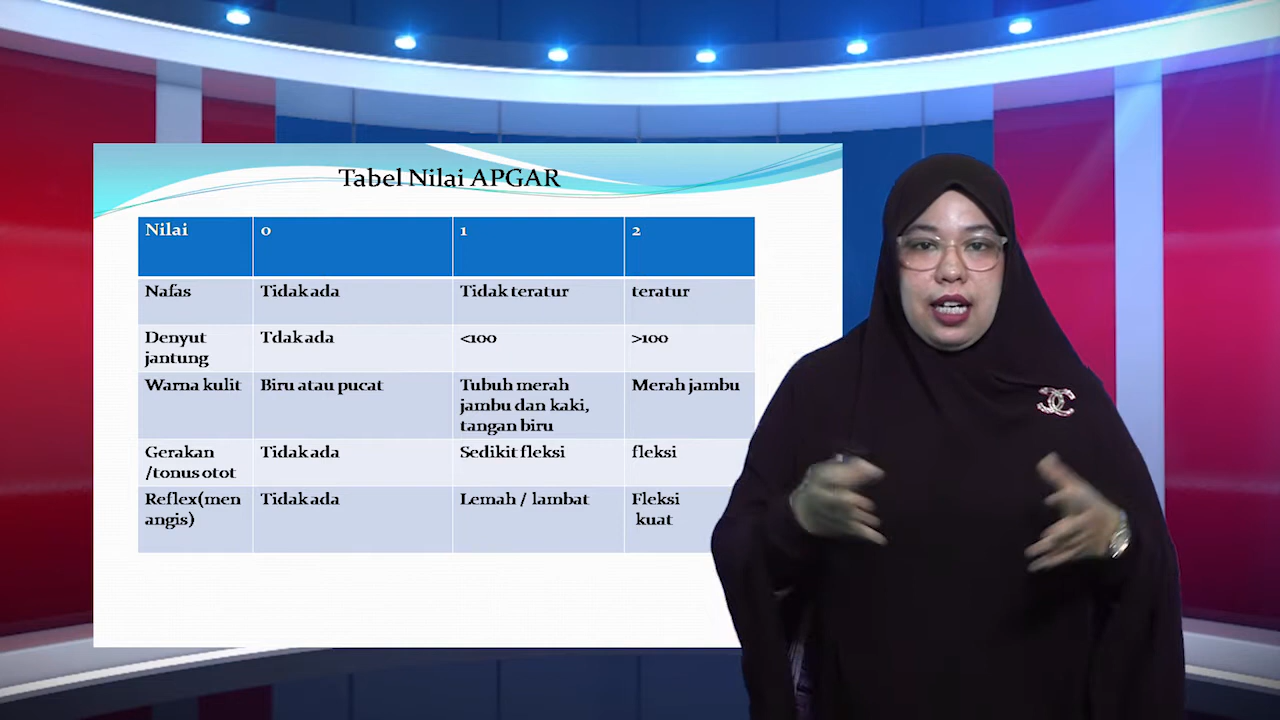 Tabel Nilai APGAR
Nilai 0 1 2
Nafas Tidak ada Tidak teratur teratur
Denyut Tdak ada <100 >100
jantung
Warna kulit Biru atau pucat Tubuh merah Merah jambu
jambu dan kaki,
tangan biru
Gerakan Tidak ada Sedikit fleksi fleksi
/tonus otot
Reflex(men Tidak ada Lemah / lambat Fleksi
angis) kuat